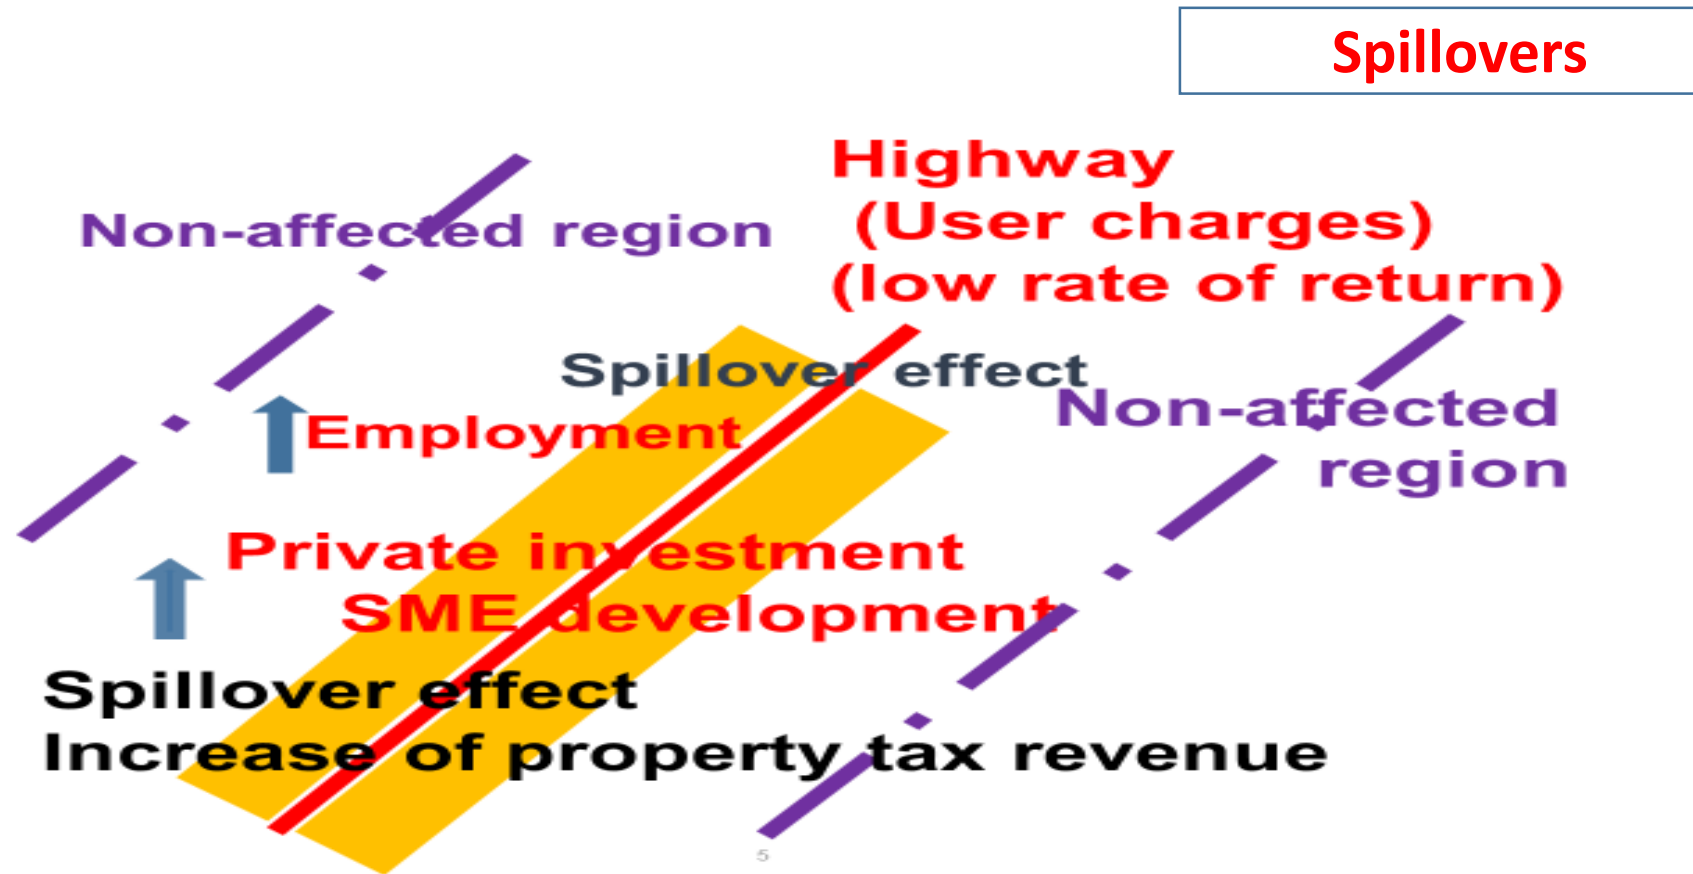 Spillovers
Highway
(User charges)
(low rate of return)
Non-affected region
Spillover effect
Non-affected
region
Employment
Private investment
SME development
Spillover effect
Increase of property tax revenue
5